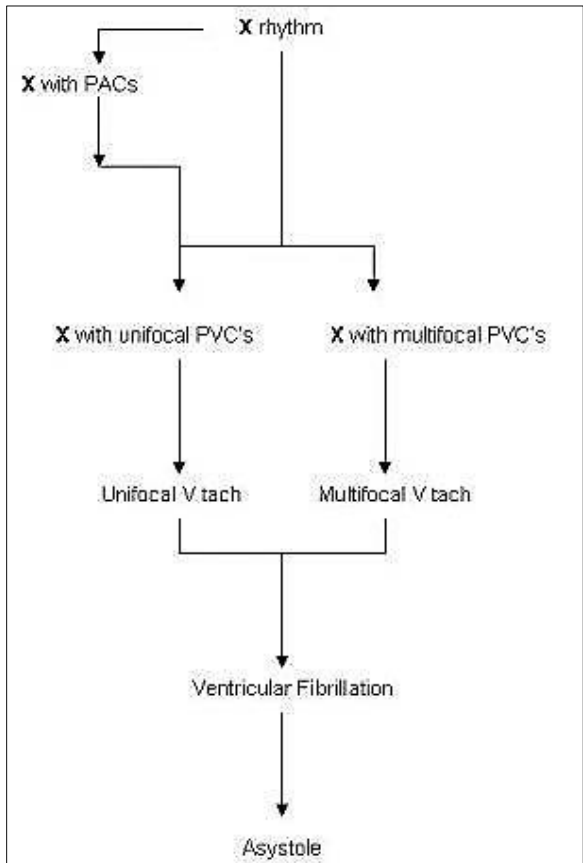 X rhythm
X with PACs
X with unifocal PVC's
X with multifocal PVC's
Unifocal V tach
Multifocal V tach
Ventricular Fibrillation
Asystole